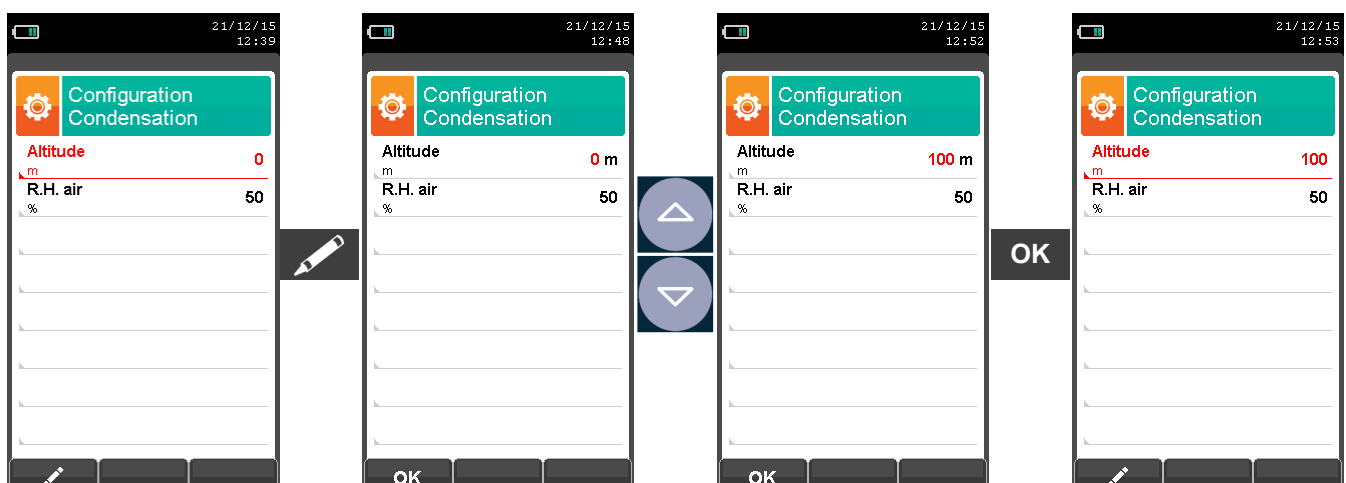 21/12/15
12:39
Configuration
Condensation
Altitude
m
0
R.H. air
%
50
21/12/15
12:48
Configuration
Condensation
Altitude
m
0 m
R.H. air
%
50
OK
21/12/15
12:52
Configuration
Condensation
Altitude
m
100 m
R.H. air
%
50
OK
OK
21/12/15
12:53
Configuration
Condensation
Altitude
m
100
R.H. air
%
50